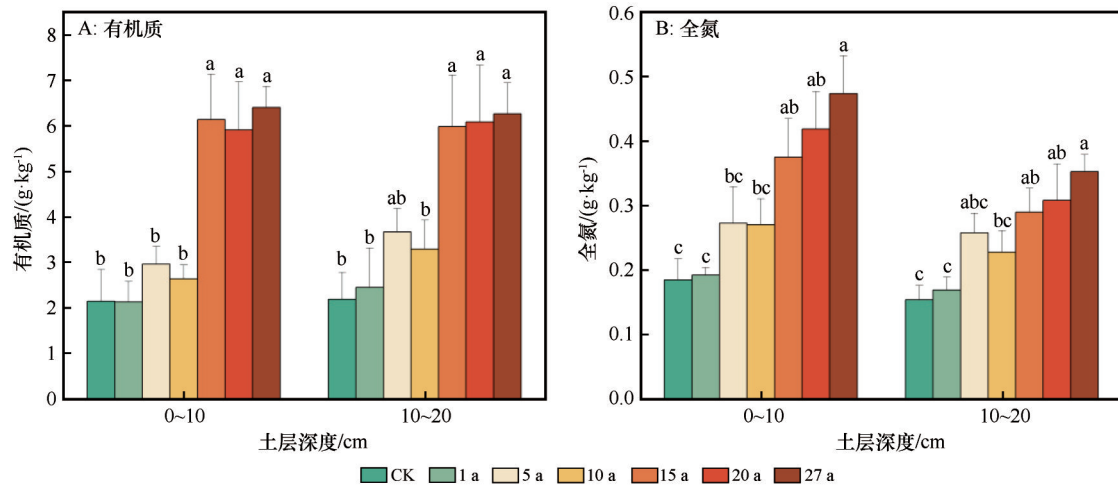 A: 有机质
有机质/(g·kg⁻¹)
8
7
6
5
4
3
2
1
0
b b b b a a a
b b ab b a a a
0~10 10~20
土层深度/cm
B: 全氮
全氮/(g·kg⁻¹)
0.6
0.5
0.4
0.3
0.2
0.1
0.0
c c bc bc ab ab a
c c abc bc ab ab a
0~10 10~20
土层深度/cm
CK 1 a 5 a 10 a 15 a 20 a 27 a